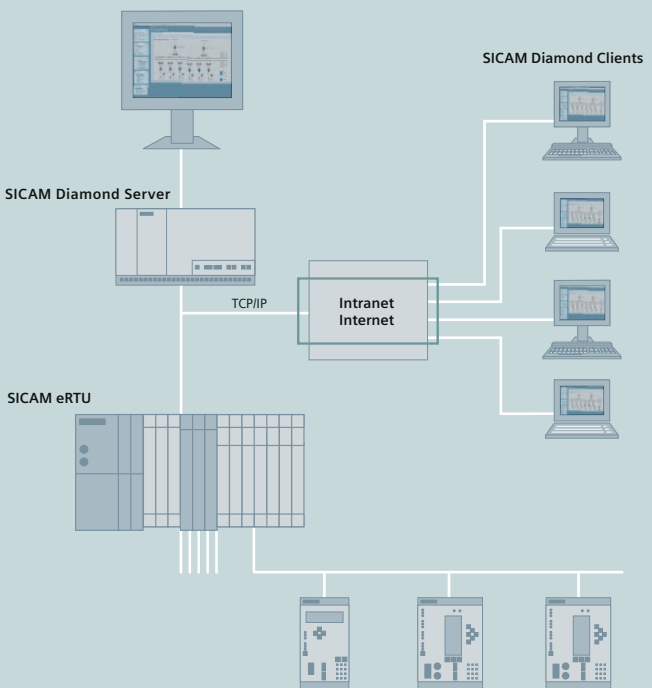 SICAM Diamond Clients
SICAM Diamond Server
TCP/IP
Intranet
Internet
SICAM eRTU